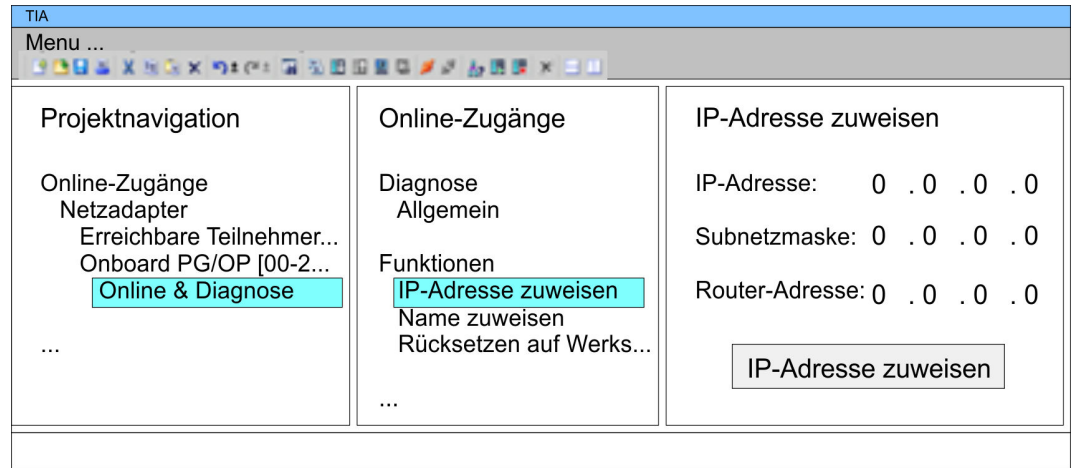 TIA
Menu ...
Projektnavigation
Online-Zugänge
Netzadapter
Erreichbare Teilnehmer...
Onboard PG/OP [00-2...
Online & Diagnose
...
Online-Zugänge
Diagnose
Allgemein
Funktionen
IP-Adresse zuweisen
Name zuweisen
Rücksetzen auf Werks...
...
IP-Adresse zuweisen
IP-Adresse: 0 . 0 . 0 . 0
Subnetzmaske: 0 . 0 . 0 . 0
Router-Adresse: 0 . 0 . 0 . 0
IP-Adresse zuweisen